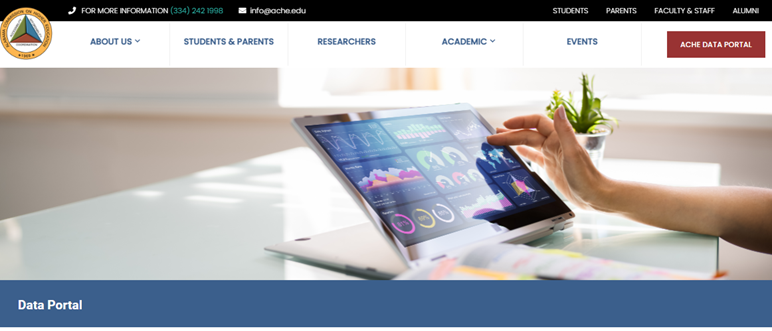 FOR MORE INFORMATION (334) 242 1998 info@ache.edu STUDENTS PARENTS FACULTY & STAFF ALUMNI
ABOUT US STUDENTS & PARENTS RESEARCHERS ACADEMIC EVENTS ACHE DATA PORTAL
Data Portal